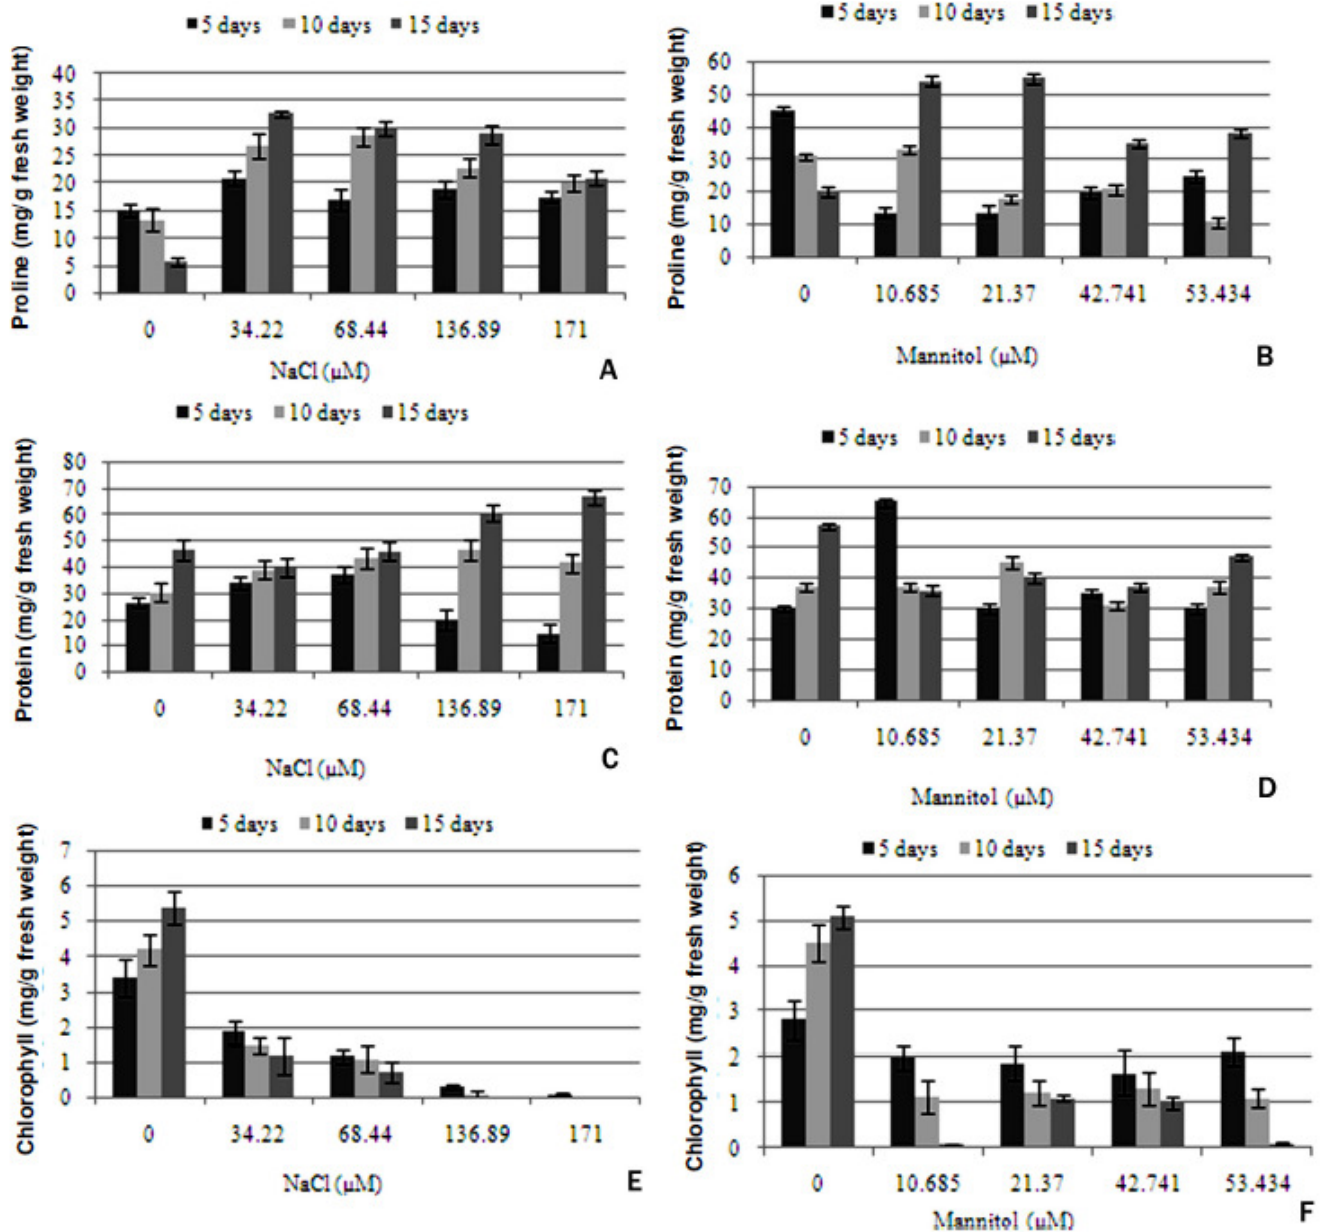 5 days 10 days 15 days
Proline (mg/g fresh weight)
40
35
30
25
20
15
10
5
0
0 34.22 68.44 136.89 171
NaCl (µM)
A
5 days 10 days 15 days
Proline (mg/g fresh weight)
60
50
40
30
20
10
0
0 10.685 21.37 42.741 53.434
Mannitol (µM)
B
5 days 10 days 15 days
Protein (mg/g fresh weight)
80
70
60
50
40
30
20
10
0
0 34.22 68.44 136.89 171
NaCl (µM)
C
5 days 10 days 15 days
Protein (mg/g fresh weight)
70
60
50
40
30
20
10
0
0 10.685 21.37 42.741 53.434
Mannitol (µM)
D
5 days 10 days 15 days
Chlorophyll (mg/g fresh weight)
7
6
5
4
3
2
1
0
0 34.22 68.44 136.89 171
NaCl (µM)
E
5 days 10 days 15 days
Chlorophyll (mg/g fresh weight)
6
5
4
3
2
1
0
0 10.685 21.37 42.741 53.434
Mannitol (µM)
F